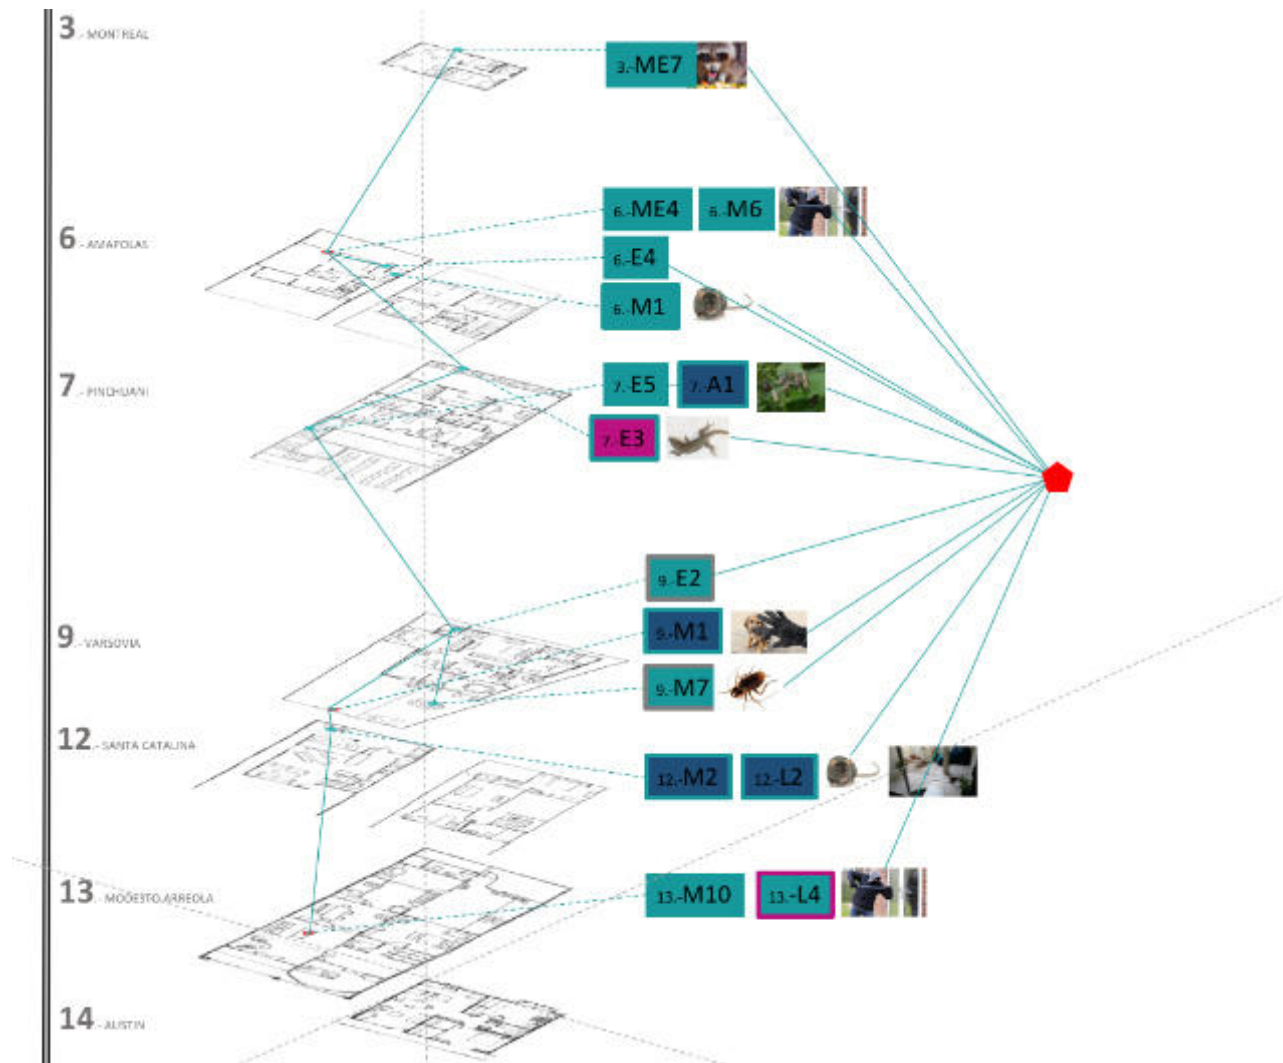 3.- MONTREAL
3.-ME7
6.-ME4 6.-M6
6.- AMAPOLAS
6.-E4
6.-M1
7.- PINCHUANI
7.-E5 7.-A1
7.-E3
9.-E2
9.- VARSOVIA
9.-M1
9.-M7
12.- SANTA CATALINA
12.-M2 12.-L2
13.- MODESTO ARREOLA
13.-M10 13.-L4
14.- AUSTIN